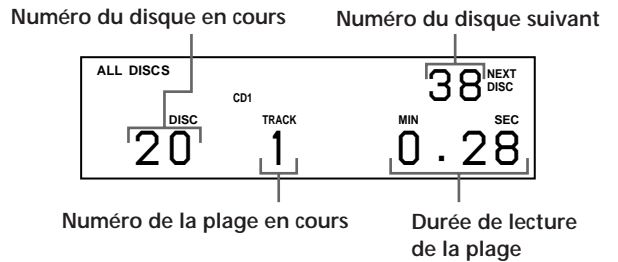 Numéro du disque en cours
Numéro du disque suivant
ALL DISCS
38 NEXT DISC
CD1
DISC TRACK MIN SEC
20 1 0.28
Numéro de la plage en cours
Durée de lecture
de la plage